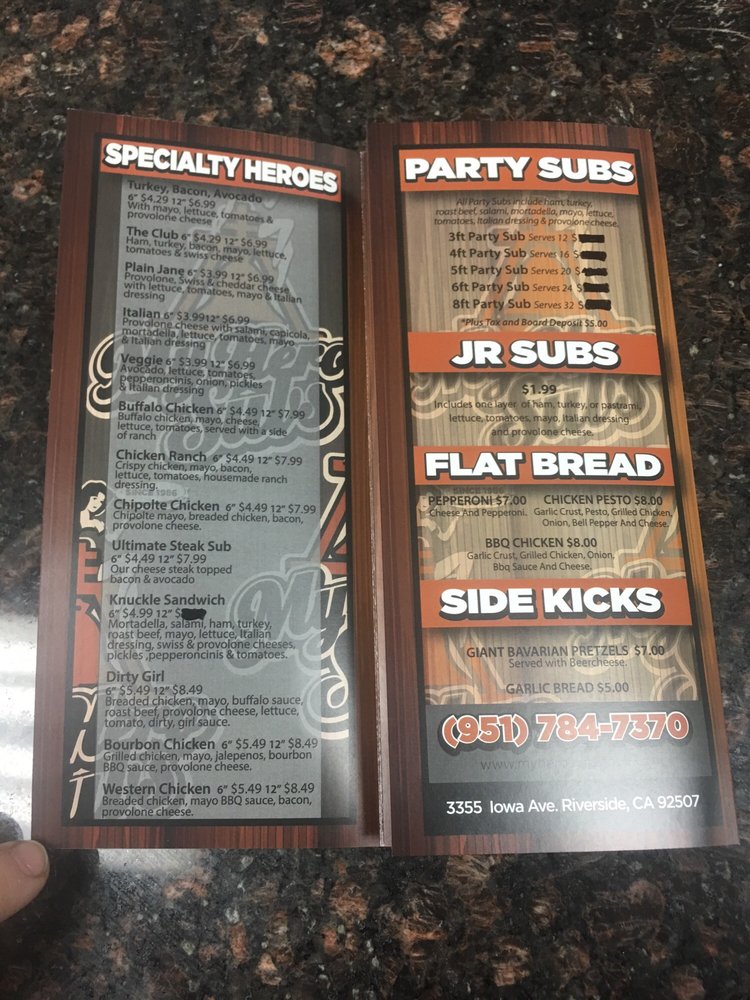 SPECIALTY HEROES
Turkey, Bacon, Avocado
6" $4.29 12" $6.99
With mayo, lettuce, tomatoes &
provolone cheese
The Club 6" $4.29 12" $6.99
Ham, turkey, bacon, mayo, lettuce,
tomatoes & swiss cheese
Plain Jane 6" $3.99 12" $6.99
Provolone, Swiss & cheddar cheese
with lettuce, tomatoes, mayo & Italian
dressing
Italian 6" $3.9912" $6.99
Provolone cheese with salami, capicola,
mortadella, lettuce, tomatoes, mayo
& Italian dressing
Veggie 6" $3.99 12" $6.99
Avocado, lettuce, tomatoes,
pepperoncinis, onion, pickles
& Italian dressing
Buffalo Chicken 6" $4.49 12" $7.99
Buffalo chicken, mayo, cheese,
lettuce, tomatoes, served with a side
of ranch
Chicken Ranch 6" $4.49 12" $7.99
Crispy chicken, mayo, bacon,
lettuce, tomatoes, housemade ranch
dressing.
SINCE 1986
Chipolte Chicken 6" $4.49 12" $7.99
Chipolte mayo, breaded chicken, bacon,
provolone cheese.
Ultimate Steak Sub
6" $4.49 12" $7.99
Our cheese steak topped
bacon & avocado
Knuckle Sandwich
6" $4.99 12" $
Mortadella, salami, ham, turkey,
roast beef, mayo, lettuce, Italian
dressing, swiss & provolone cheeses,
pickles ,pepperoncinis & tomatoes.
Dirty Girl
6" $5.49 12" $8.49
Breaded chicken, mayo, buffalo sauce,
roast beef, provolone cheese, lettuce,
tomato, dirty, girl sauce.
Bourbon Chicken 6" $5.49 12" $8.49
Grilled chicken, mayo, jalepenos, bourbon
BBQ sauce, provolone cheese.
Western Chicken 6" $5.49 12" $8.49
Breaded chicken, mayo BBQ sauce, bacon,
provolone cheese.
PARTY SUBS
All Party Subs include ham, turkey,
roast beef, salami, mortadella, mayo, lettuce,
tomatoes, Italian dressing & provolone cheese.
3ft Party Sub Serves 12 $
4ft Party Sub Serves 16 $
5ft Party Sub Serves 20 $
6ft Party Sub Serves 24 $
8ft Party Sub Serves 32 $
*Plus Tax and Board Deposit $5.00
JR SUBS
$1.99
Includes one layer of ham, turkey, or pastrami,
lettuce, tomatoes, mayo, Italian dressing
and provolone cheese.
FLAT BREAD
SINCE 1986
PEPPERONI $7.00
Cheese And Pepperoni.
CHICKEN PESTO $8.00
Garlic Crust, Pesto, Grilled Chicken,
Onion, Bell Pepper And Cheese.
BBQ CHICKEN $8.00
Garlic Crust, Grilled Chicken, Onion,
Bbq Sauce And Cheese.
SIDE KICKS
GIANT BAVARIAN PRETZELS $7.00
Served with Beercheese.
GARLIC BREAD $5.00
(951) 784-7370
3355 Iowa Ave. Riverside, CA 92507